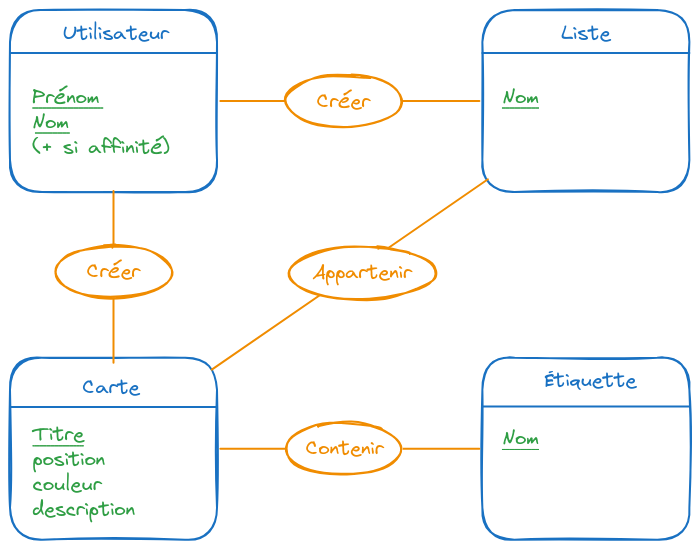 Utilisateur
Prénom
Nom
(+ si affinité)
Créer
Liste
Nom
Créer
Appartenir
Carte
Titre
position
couleur
description
Contenir
Étiquette
Nom